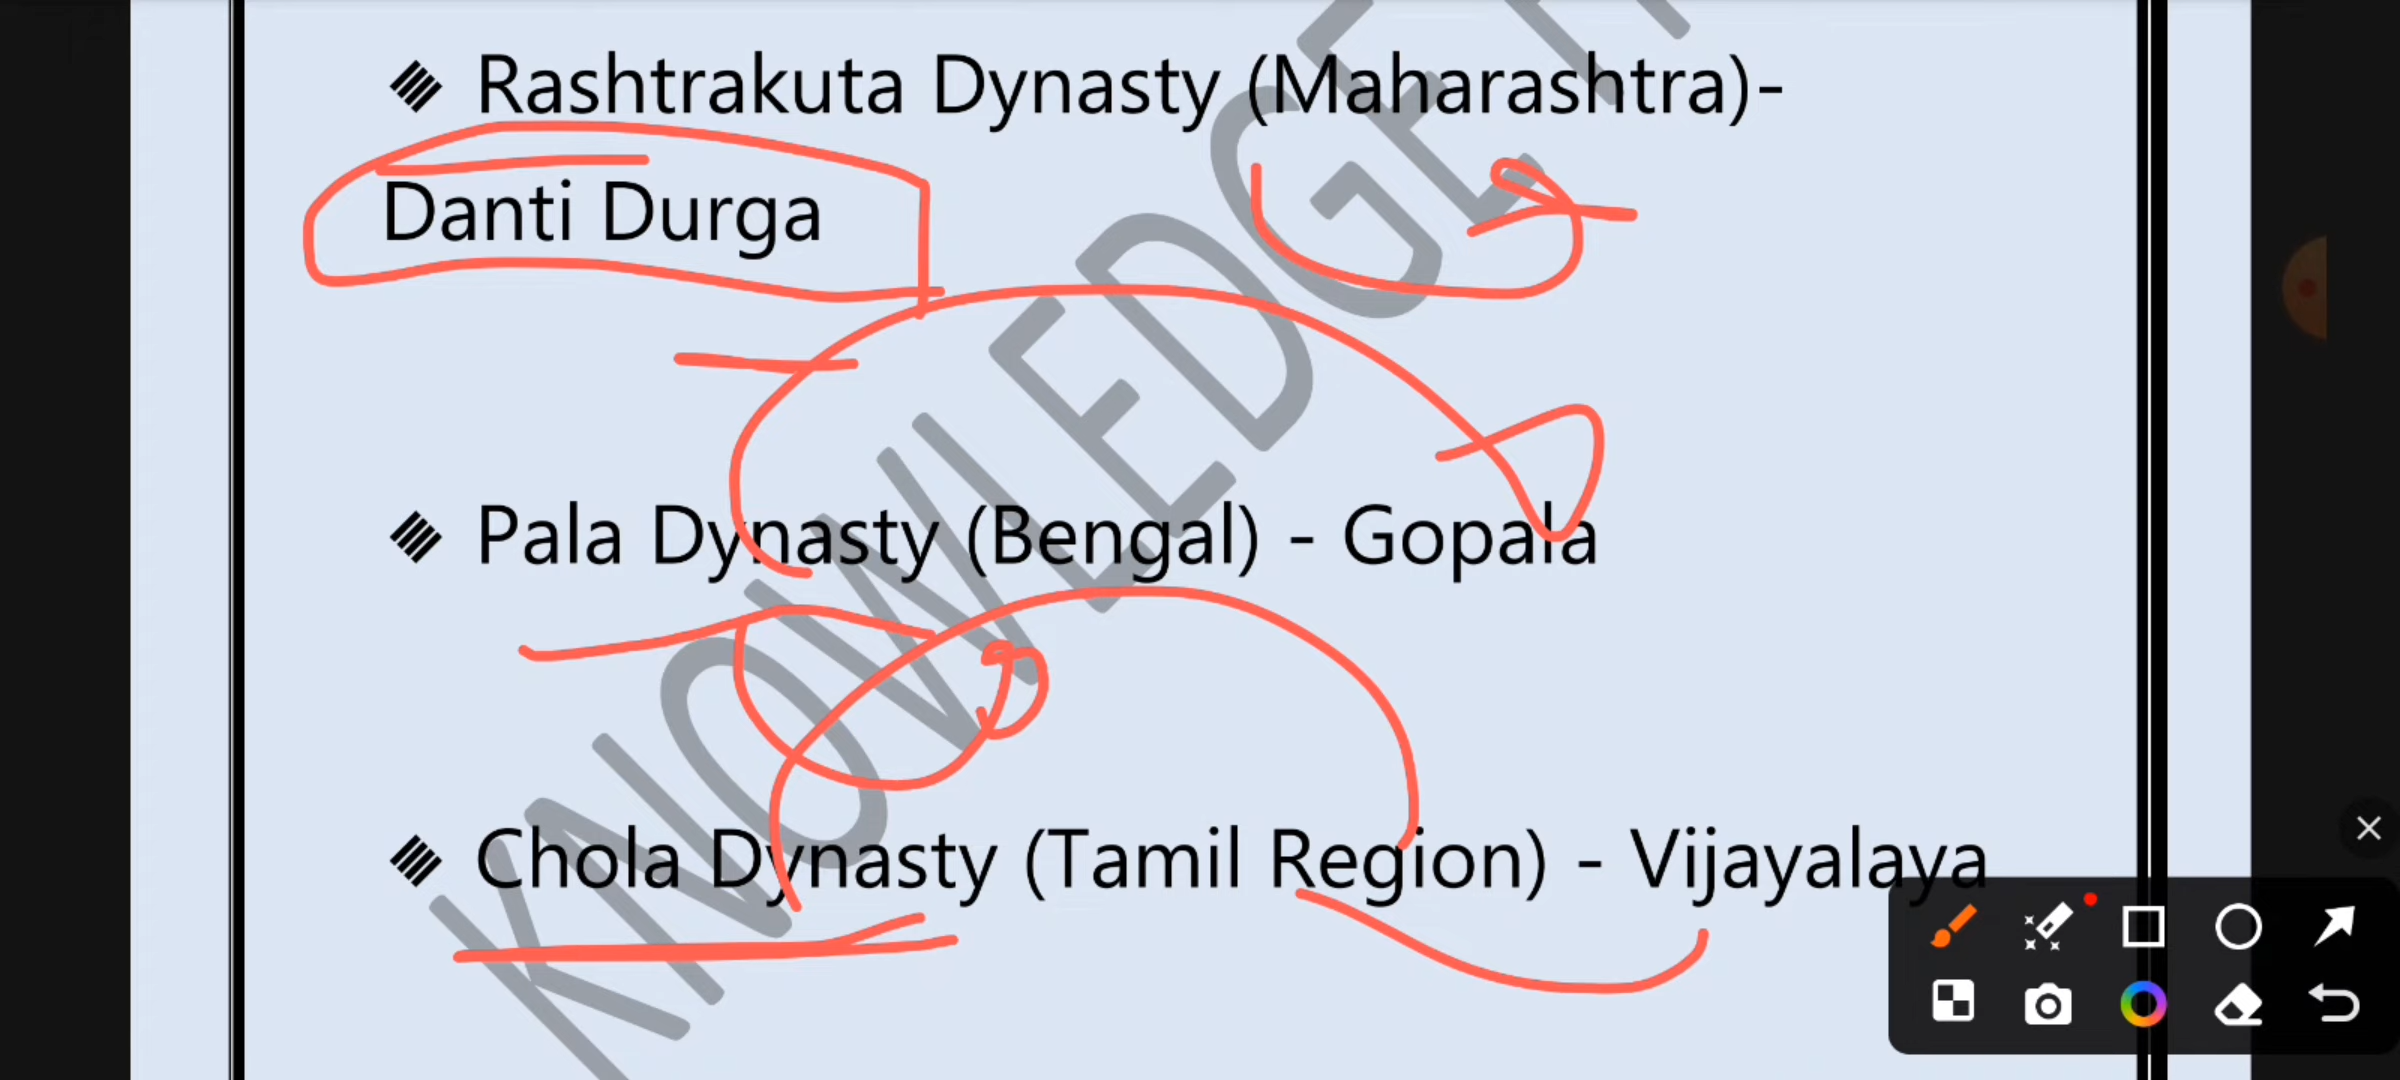 Rashtrakuta Dynasty (Maharashtra)-
Danti Durga
Pala Dynasty (Bengal) - Gopala
Chola Dynasty (Tamil Region) - Vijayalaya
KNOWLEDGE